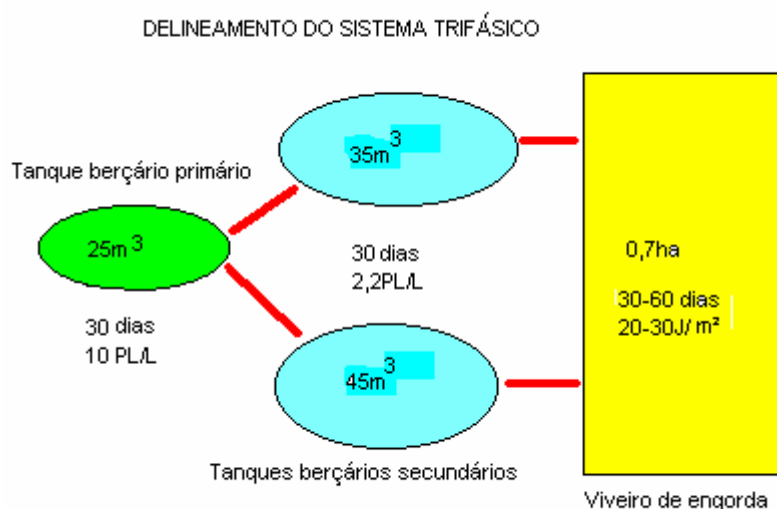 DELINEAMENTO DO SISTEMA TRIFÁSICO
Tanque berçário primário
25m³
30 dias
10 PL/L
35m³
30 dias
2,2PL/L
45m³
Tanques berçários secundários
0,7ha
30-60 dias
20-30J/ m²
Viveiro de engorda